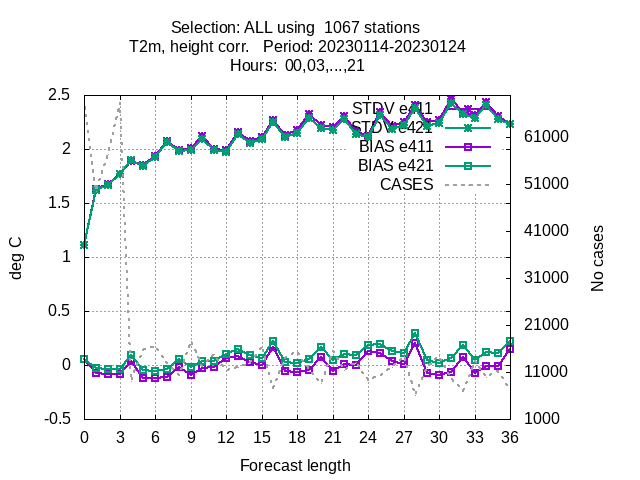 Selection: ALL using  1067 stations
T2m, height corr.   Period: 20230114-20230124
Hours:  00,03,...,21
2.5
2
1.5
1
0.5
0
-0.5
deg C
STDV e411
STDV e421
BIAS e411
BIAS e421
CASES
61000
51000
41000
31000
21000
11000
1000
No cases
0 3 6 9 12 15 18 21 24 27 30 33 36
Forecast length